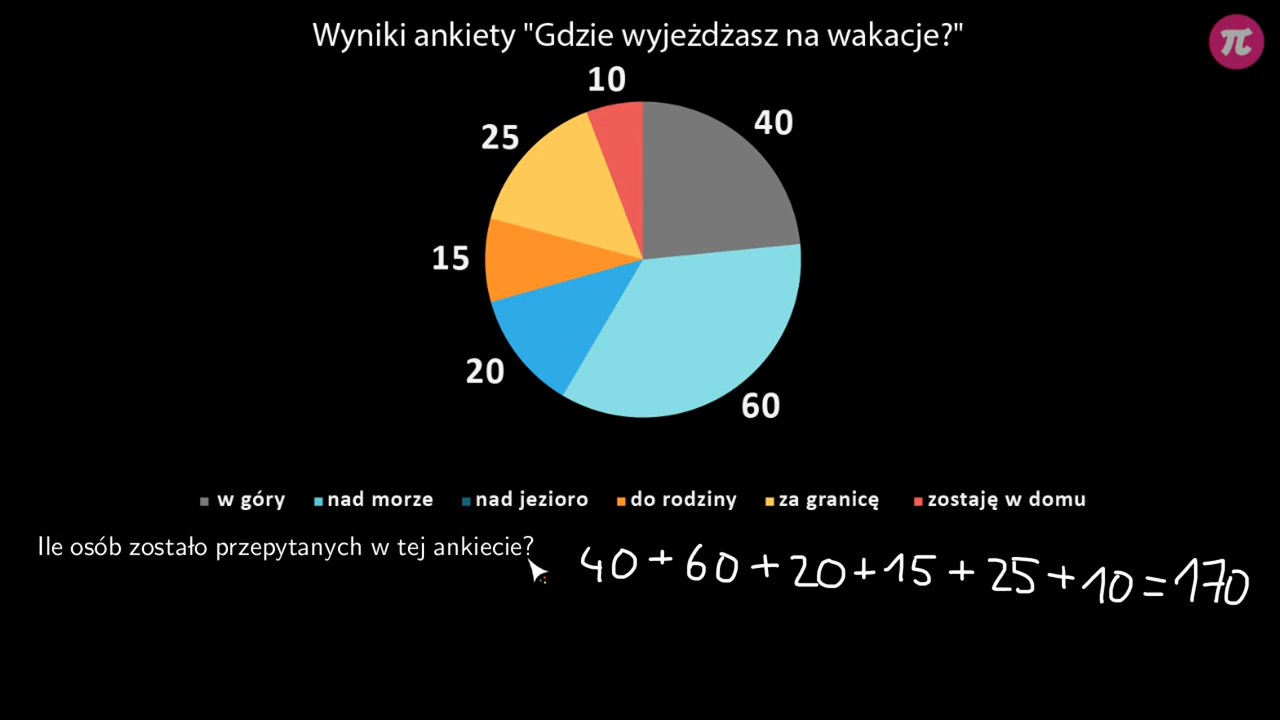 Wyniki ankiety "Gdzie wyjeżdżasz na wakacje?"
π
10
40
25
15
20
60
w góry nad morze nad jezioro do rodziny za granicę zostaję w domu
Ile osób zostało przepytanych w tej ankiecie?
40+60+20+15+25+10=170